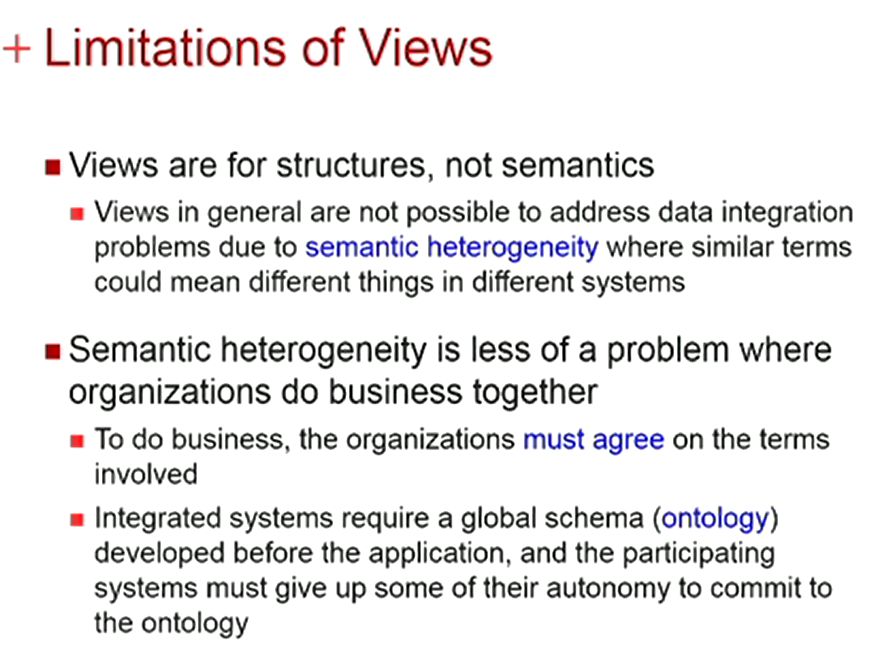 + Limitations of Views
Views are for structures, not semantics
Views in general are not possible to address data integration
problems due to semantic heterogeneity where similar terms
could mean different things in different systems
Semantic heterogeneity is less of a problem where
organizations do business together
To do business, the organizations must agree on the terms
involved
Integrated systems require a global schema (ontology)
developed before the application, and the participating
systems must give up some of their autonomy to commit to
the ontology